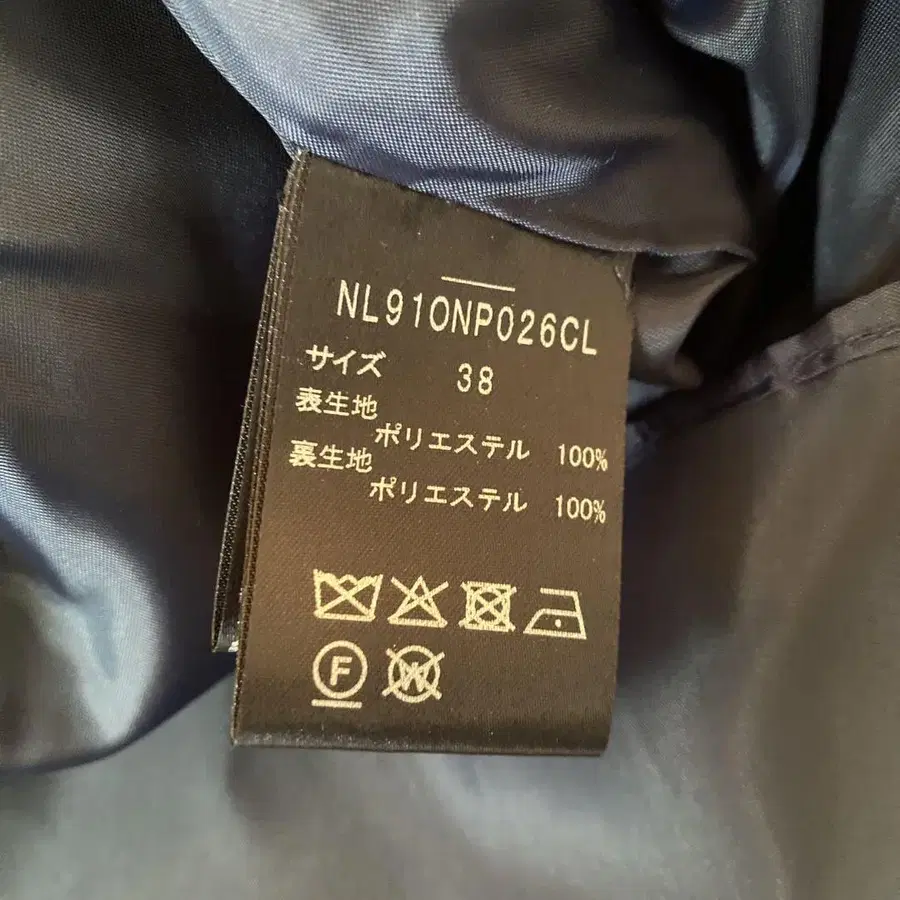 NL910NP026CL
サイズ 38
表生地
ポリエステル 100%
裏生地
ポリエステル 100%
F W